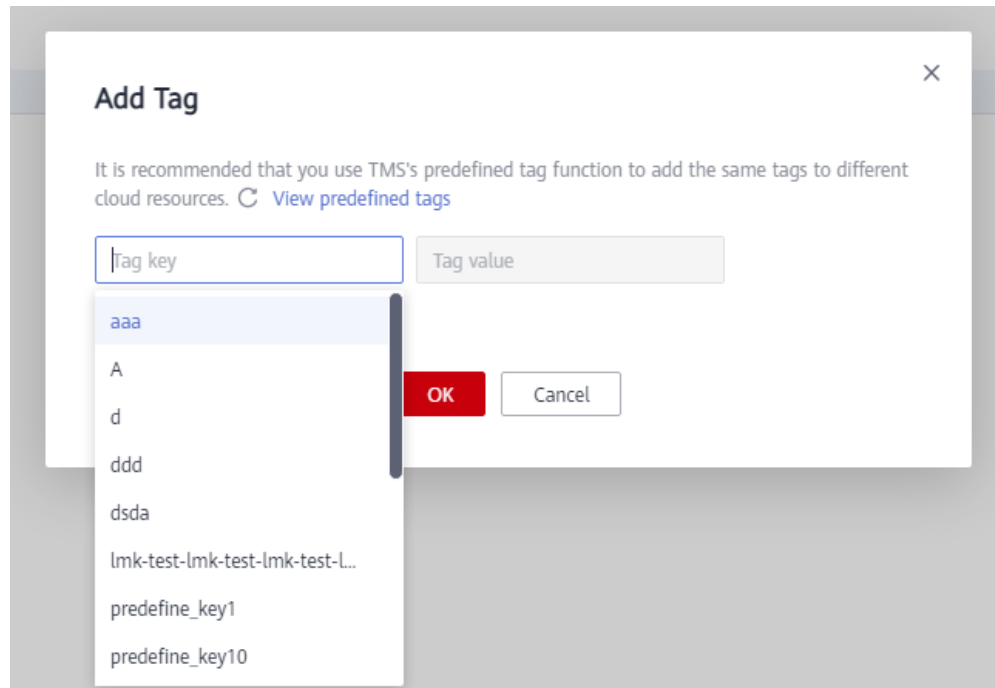 Add Tag
It is recommended that you use TMS's predefined tag function to add the same tags to different
cloud resources. View predefined tags
Tag key Tag value
aaa
A
OK Cancel
d
ddd
dsda
lmk-test-lmk-test-lmk-test-l...
predefine_key1
predefine_key10